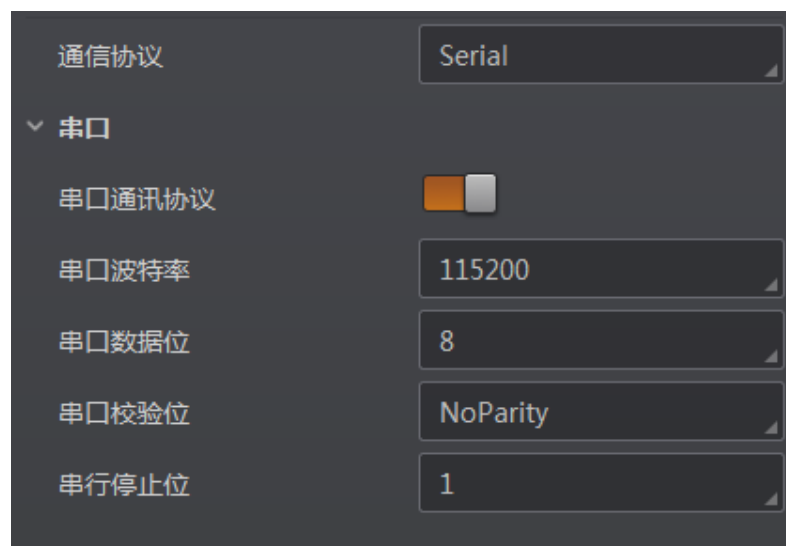 通信协议 Serial
串口
串口通讯协议
串口波特率 115200
串口数据位 8
串口校验位 NoParity
串行停止位 1